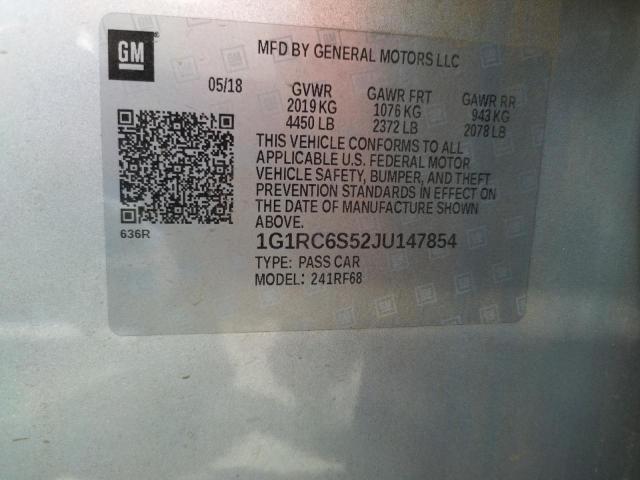 GM
MFD BY GENERAL MOTORS LLC
05/18
GVWR GAWR FRT GAWR RR
2019 KG 1076 KG 943 KG
4450 LB 2372 LB 2078 LB
THIS VEHICLE CONFORMS TO ALL
APPLICABLE U.S. FEDERAL MOTOR
VEHICLE SAFETY, BUMPER, AND THEFT
PREVENTION STANDARDS IN EFFECT ON
THE DATE OF MANUFACTURE SHOWN
ABOVE.
636R
1G1RC6S52JU147854
TYPE: PASS CAR
MODEL: 241RF68